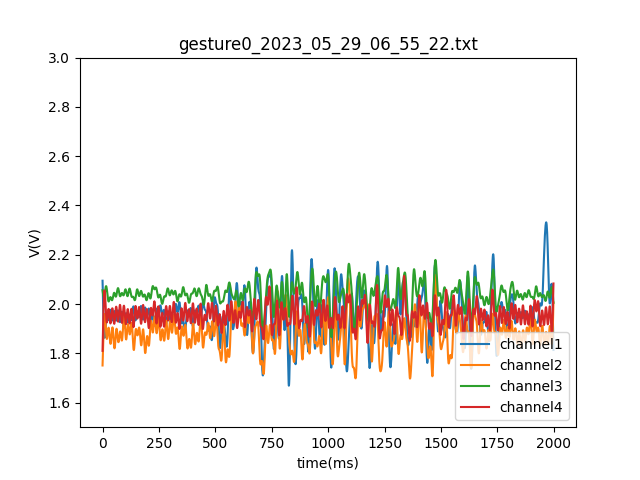 gesture0_2023_05_29_06_55_22.txt
3.0
2.8
2.6
2.4
2.2
2.0
1.8
1.6
V(V)
channel1
channel2
channel3
channel4
0 250 500 750 1000 1250 1500 1750 2000
time(ms)